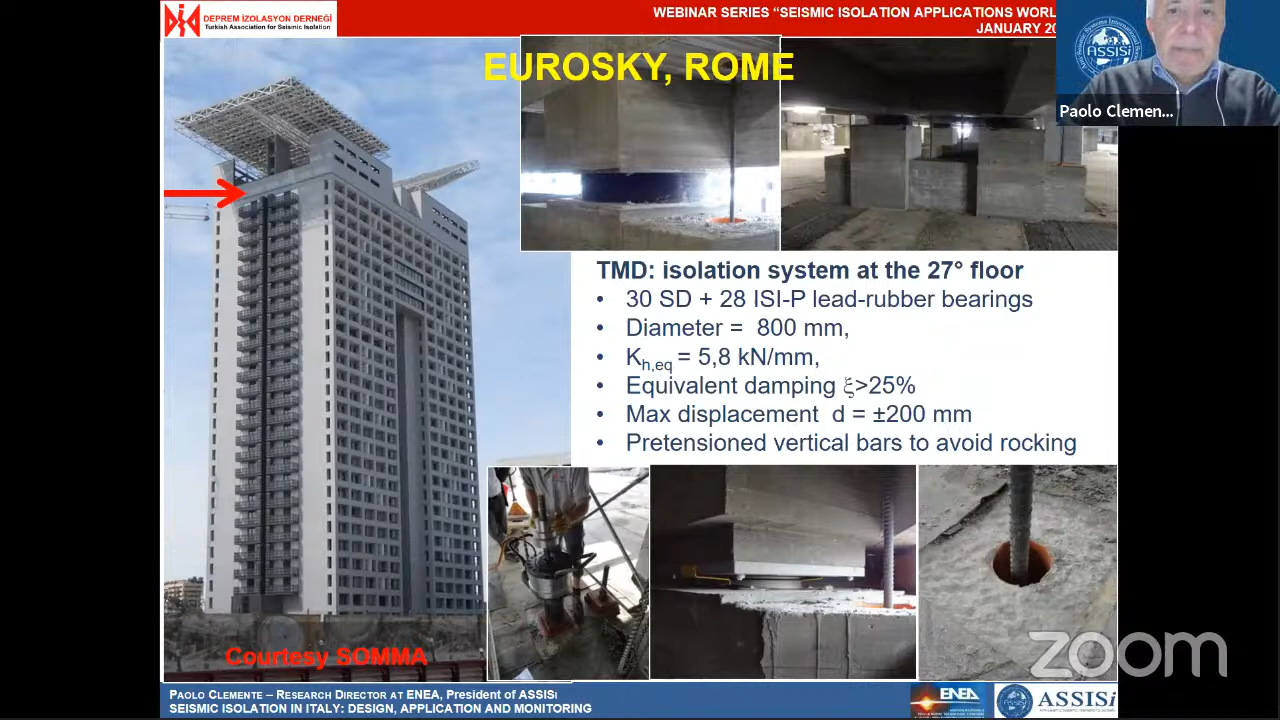 DEPREM İZOLASYON DERNEĞİ
Turkish Association for Seismic Isolation
WEBINAR SERIES “SEISMIC ISOLATION APPLICATIONS WORL
JANUARY 20
ASSISi
Paolo Clemen...
EUROSKY, ROME
TMD: isolation system at the 27° floor
• 30 SD + 28 ISI-P lead-rubber bearings
• Diameter = 800 mm,
• Kh,eq = 5,8 kN/mm,
• Equivalent damping ξ>25%
• Max displacement d = ±200 mm
• Pretensioned vertical bars to avoid rocking
Courtesy SOMMA
zoom
PAOLO CLEMENTE – RESEARCH DIRECTOR AT ENEA, President of ASSISi
SEISMIC ISOLATION IN ITALY: DESIGN, APPLICATION AND MONITORING
ENEA
ASSISi